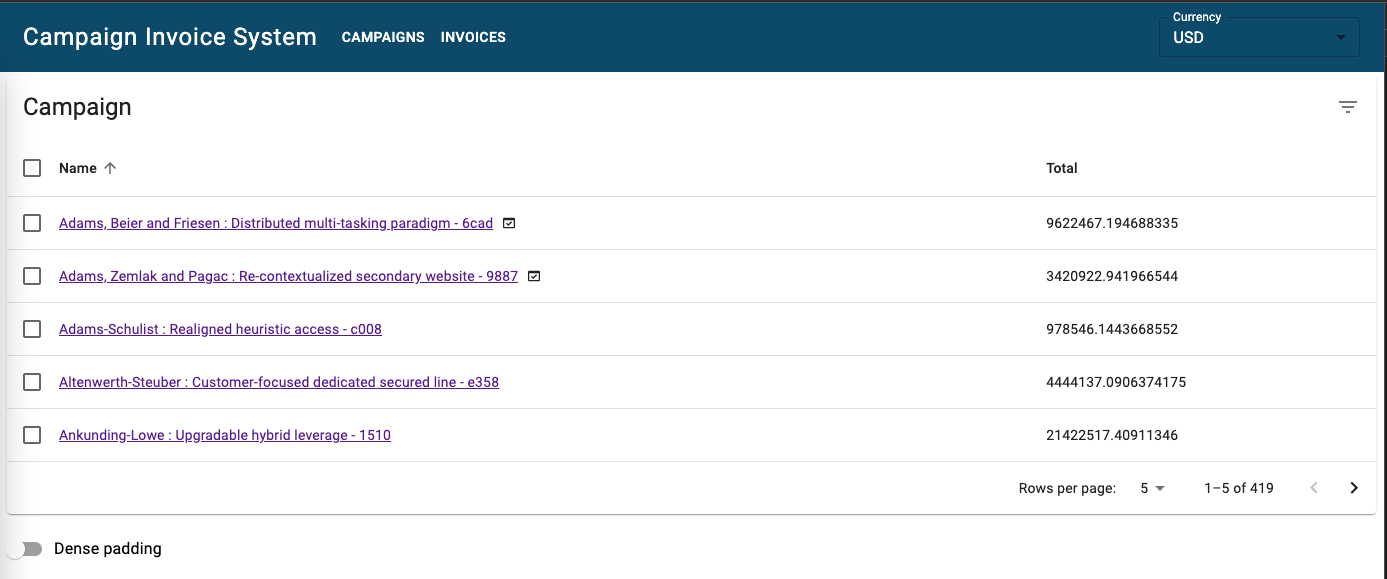 Campaign Invoice System CAMPAIGNS INVOICES Currency
USD
Campaign
Name Total
Adams, Beier and Friesen : Distributed multi-tasking paradigm - 6cad 9622467.194688335
Adams, Zemlak and Pagac : Re-contextualized secondary website - 9887 3420922.941966544
Adams-Schulist : Realigned heuristic access - c008 978546.1443668552
Altenwerth-Steuber : Customer-focused dedicated secured line - e358 4444137.0906374175
Ankunding-Lowe : Upgradable hybrid leverage - 1510 21422517.40911346
Rows per page: 5 1–5 of 419
Dense padding